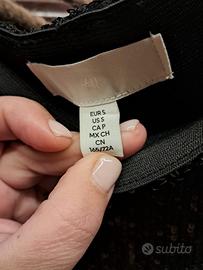 H&M
EUR S
US S
CA P
MX CH
CN
165/72A
subito